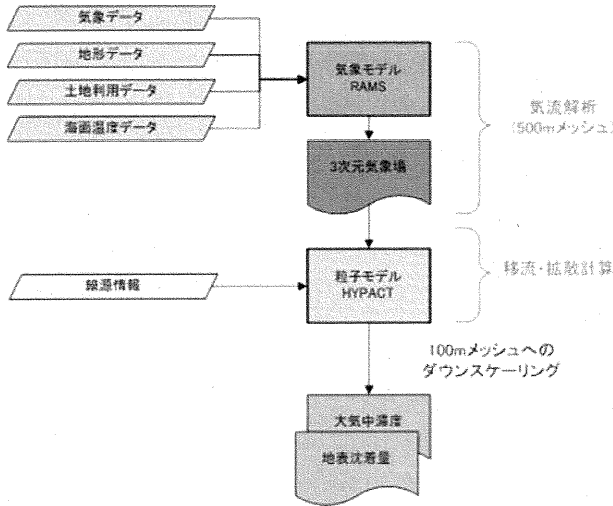 気象データ
地形データ
土地利用データ
海面温度データ
気象モデル
RAMS
気流解析
(500mメッシュ)
3次元気象場
線源情報
粒子モデル
HYPACT
移流・拡散計算
100mメッシュへの
ダウンスケーリング
大気中濃度
地表沈着量